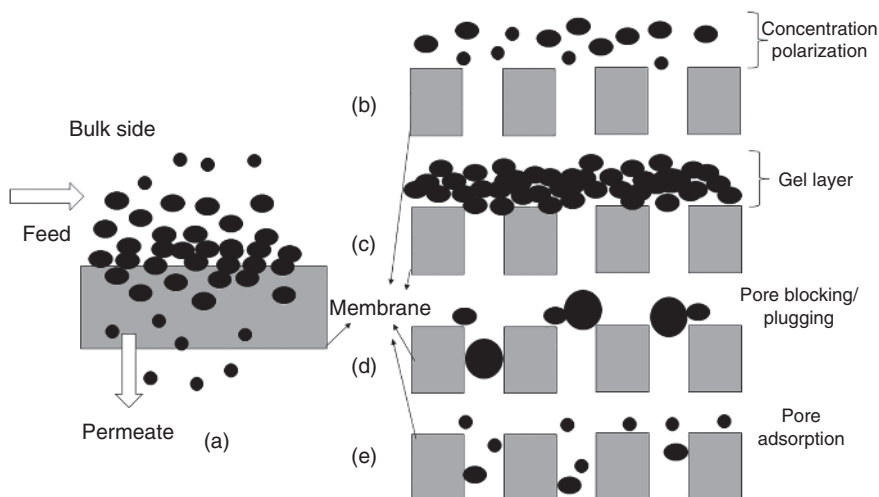 Bulk side
Feed
Membrane
Permeate
(a)
Concentration
polarization
(b)
Gel layer
(c)
Pore blocking/
plugging
(d)
Pore
adsorption
(e)